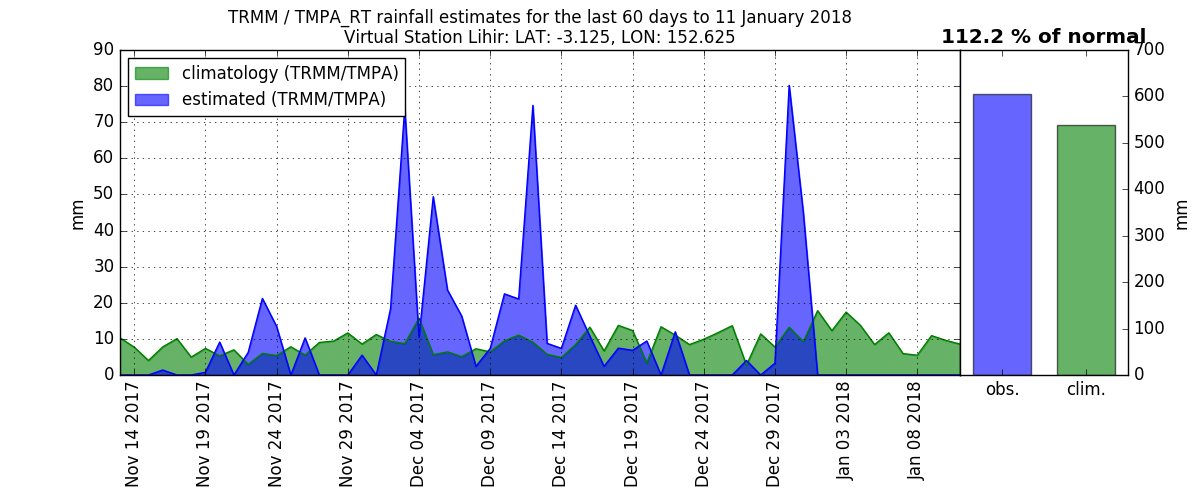 TRMM / TMPA_RT rainfall estimates for the last 60 days to 11 January 2018
Virtual Station Lihir: LAT: -3.125, LON: 152.625
112.2 % of normal
climatology (TRMM/TMPA)
estimated (TRMM/TMPA)
mm
90
80
70
60
50
40
30
20
10
0
Nov 14 2017
Nov 19 2017
Nov 24 2017
Nov 29 2017
Dec 04 2017
Dec 09 2017
Dec 14 2017
Dec 19 2017
Dec 24 2017
Dec 29 2017
Jan 03 2018
Jan 08 2018
obs.
clim.
700
600
500
400
300
200
100
0
mm